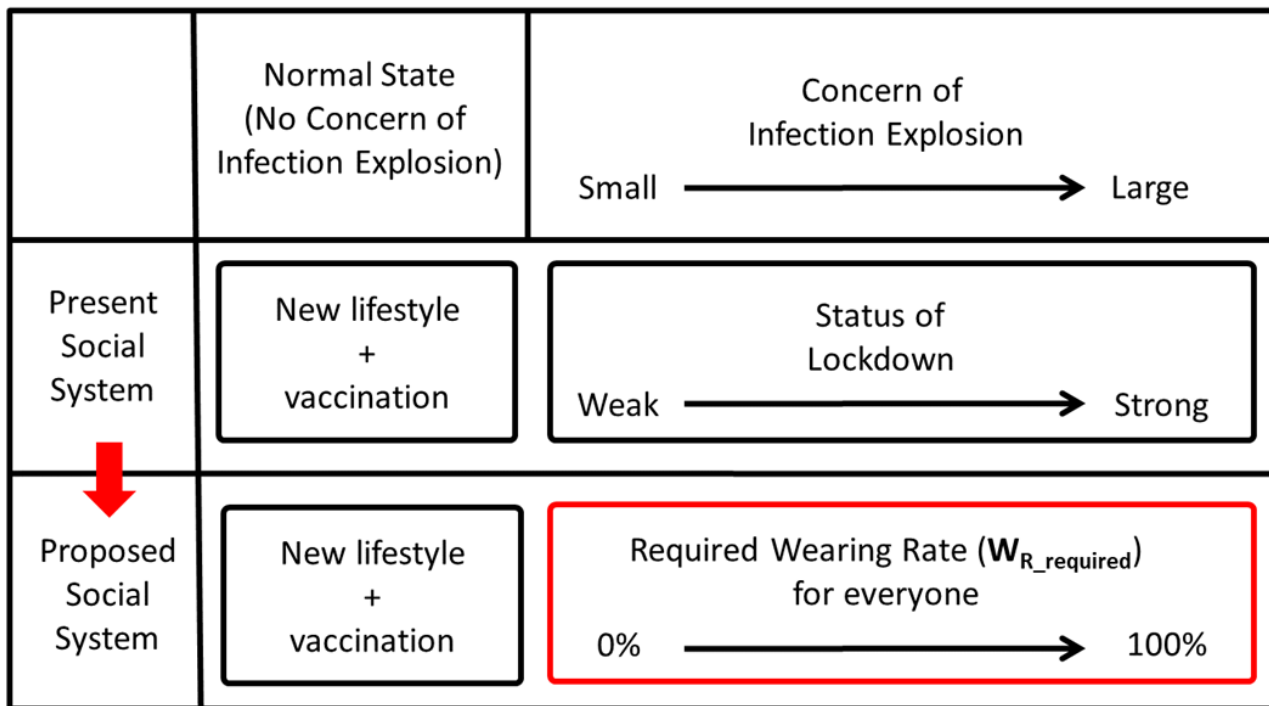 Normal State
(No Concern of
Infection Explosion)
Concern of
Infection Explosion
Small Large
Present
Social
System
New lifestyle
+
vaccination
Status of
Lockdown
Weak Strong
Proposed
Social
System
New lifestyle
+
vaccination
Required Wearing Rate (W_R_required)
for everyone
0% 100%